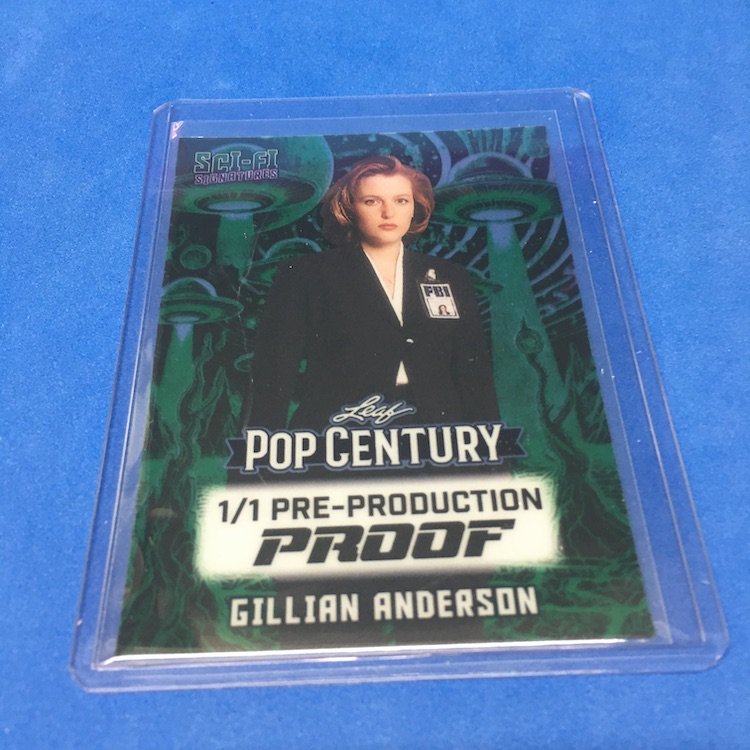 SCI-FI
SIGNATURES
FBI
Leaf
POP CENTURY
1/1 PRE-PRODUCTION
PROOF
GILLIAN ANDERSON